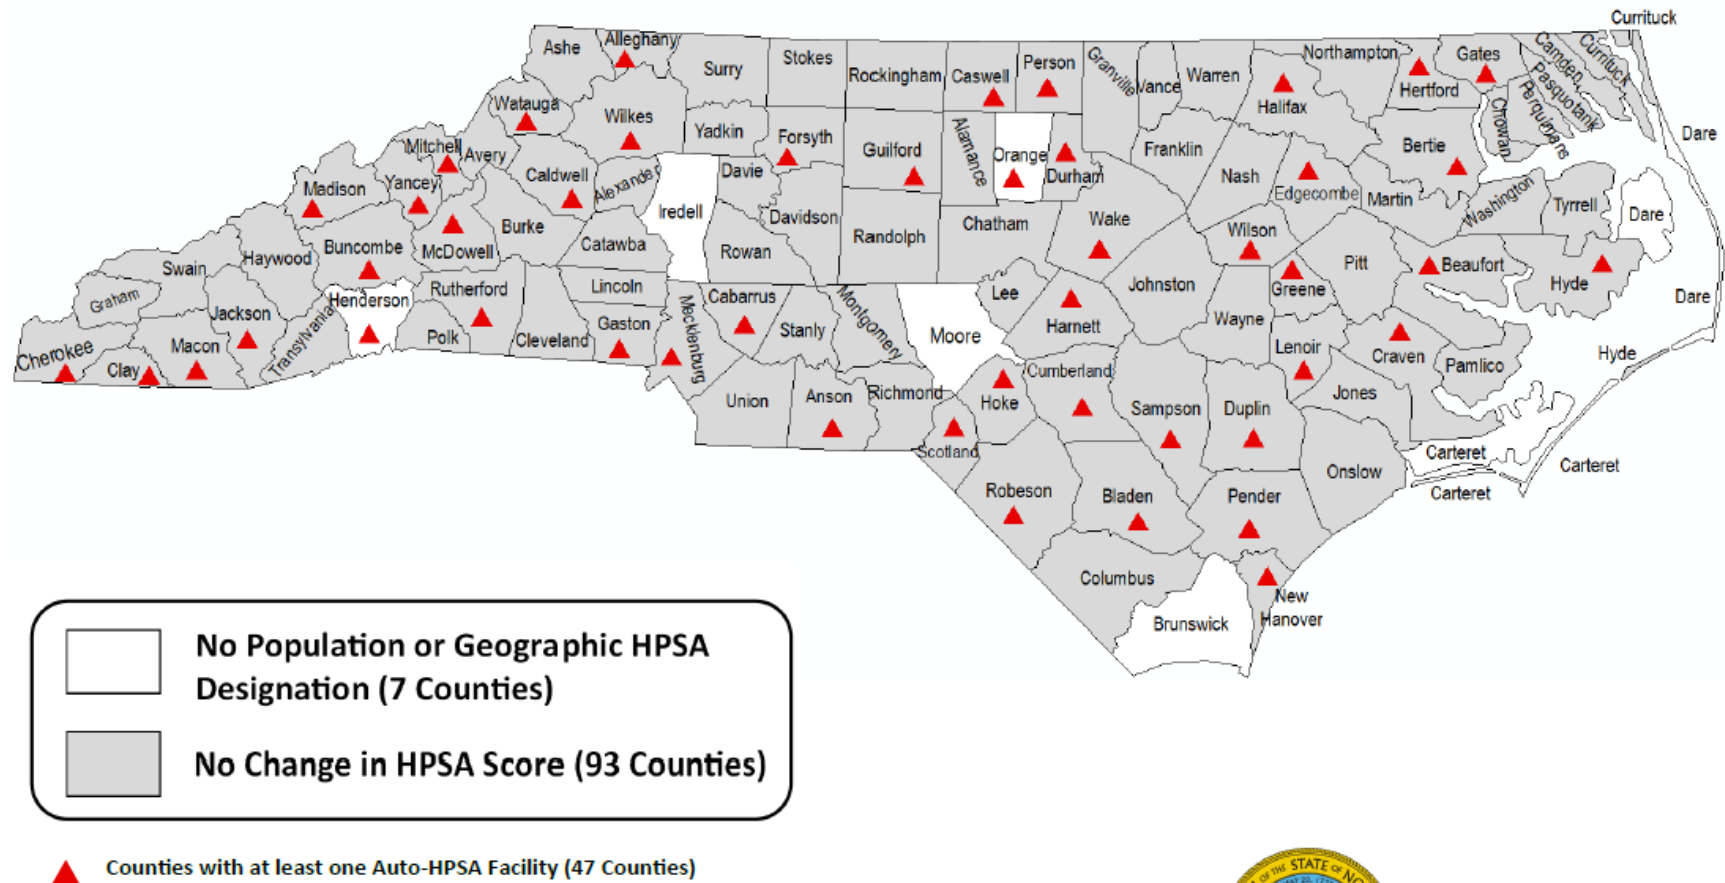 Currituck
Ashe
Alleghany
Surry
Stokes
Rockingham
Caswell
Person
Granville
Vance
Warren
Northampton
Halifax
Hertford
Gates
Camden
Currituck
Pasquotank
Perquimans
Chowan
Dare
Watauga
Wilkes
Yadkin
Forsyth
Guilford
Alamance
Orange
Durham
Franklin
Nash
Edgecombe
Bertie
Martin
Washington
Tyrrell
Dare
Mitchell
Avery
Caldwell
Alexander
Davie
Iredell
Madison
Yancey
Burke
McDowell
Catawba
Rowan
Davidson
Randolph
Chatham
Wake
Wilson
Pitt
Beaufort
Hyde
Dare
Buncombe
Haywood
Swain
Graham
Jackson
Henderson
Rutherford
Lincoln
Cabarrus
Mecklenburg
Stanly
Montgomery
Moore
Lee
Harnett
Johnston
Greene
Wayne
Lenoir
Craven
Pamlico
Hyde
Cherokee
Clay
Macon
Transylvania
Polk
Cleveland
Gaston
Union
Anson
Richmond
Scotland
Hoke
Cumberland
Sampson
Duplin
Jones
Onslow
Carteret
Carteret
Carteret
Robeson
Bladen
Pender
Columbus
Brunswick
New
Hanover
No Population or Geographic HPSA
Designation (7 Counties)
No Change in HPSA Score (93 Counties)
Counties with at least one Auto-HPSA Facility (47 Counties)
OF THE STATE OF NO